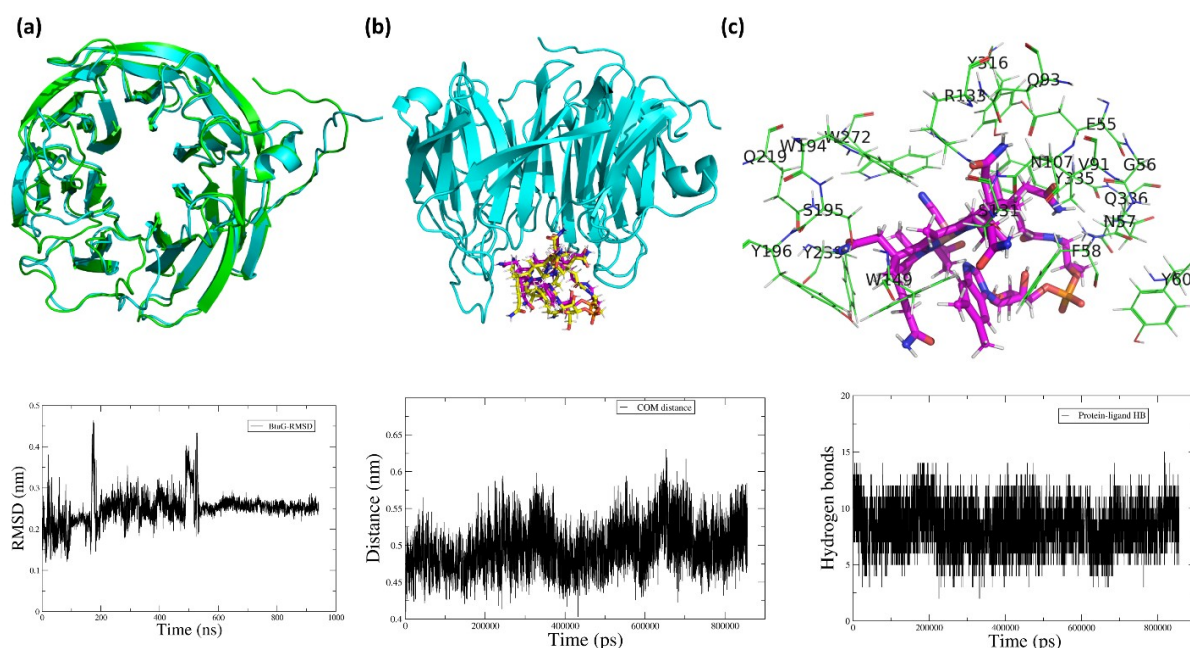 (a)
(b)
(c)
Y316
Q93
R133
E55
W272
W194
Q219
N107
V91
G56
Y335
Q336
S195
S131
N57
Y196
Y259
F58
W149
Y60
0.5
0.4
0.3
0.2
0.1
0
RMSD (nm)
BtuG-RMSD
0 200 400 600 800 1000
Time (ns)
0.65
0.6
0.55
0.5
0.45
0.4
Distance (nm)
COM distance
0 200000 400000 600000 800000
Time (ps)
20
15
10
5
0
Hydrogen bonds
Protein-ligand HB
0 200000 400000 600000 800000
Time (ps)